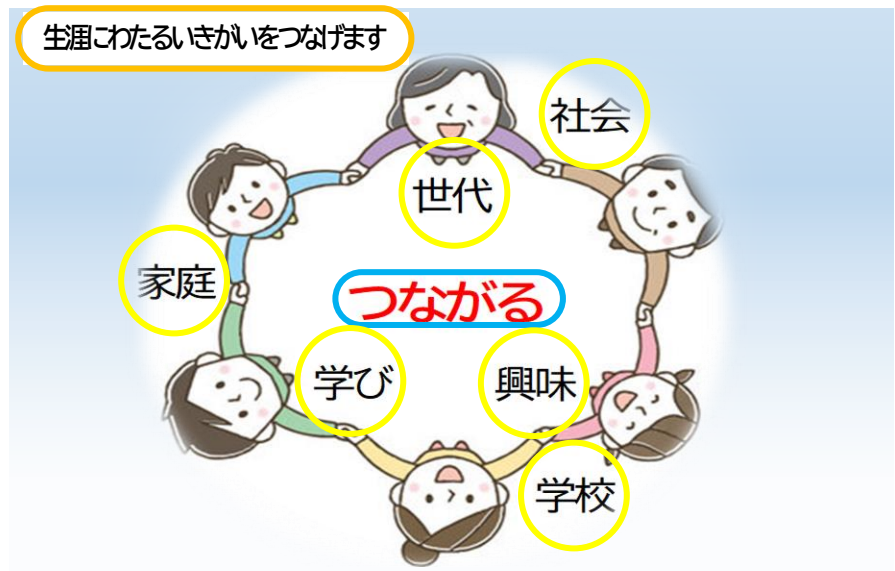 生涯にわたるいきがいをつなげます
社会
世代
家庭
つながる
学び
興味
学校